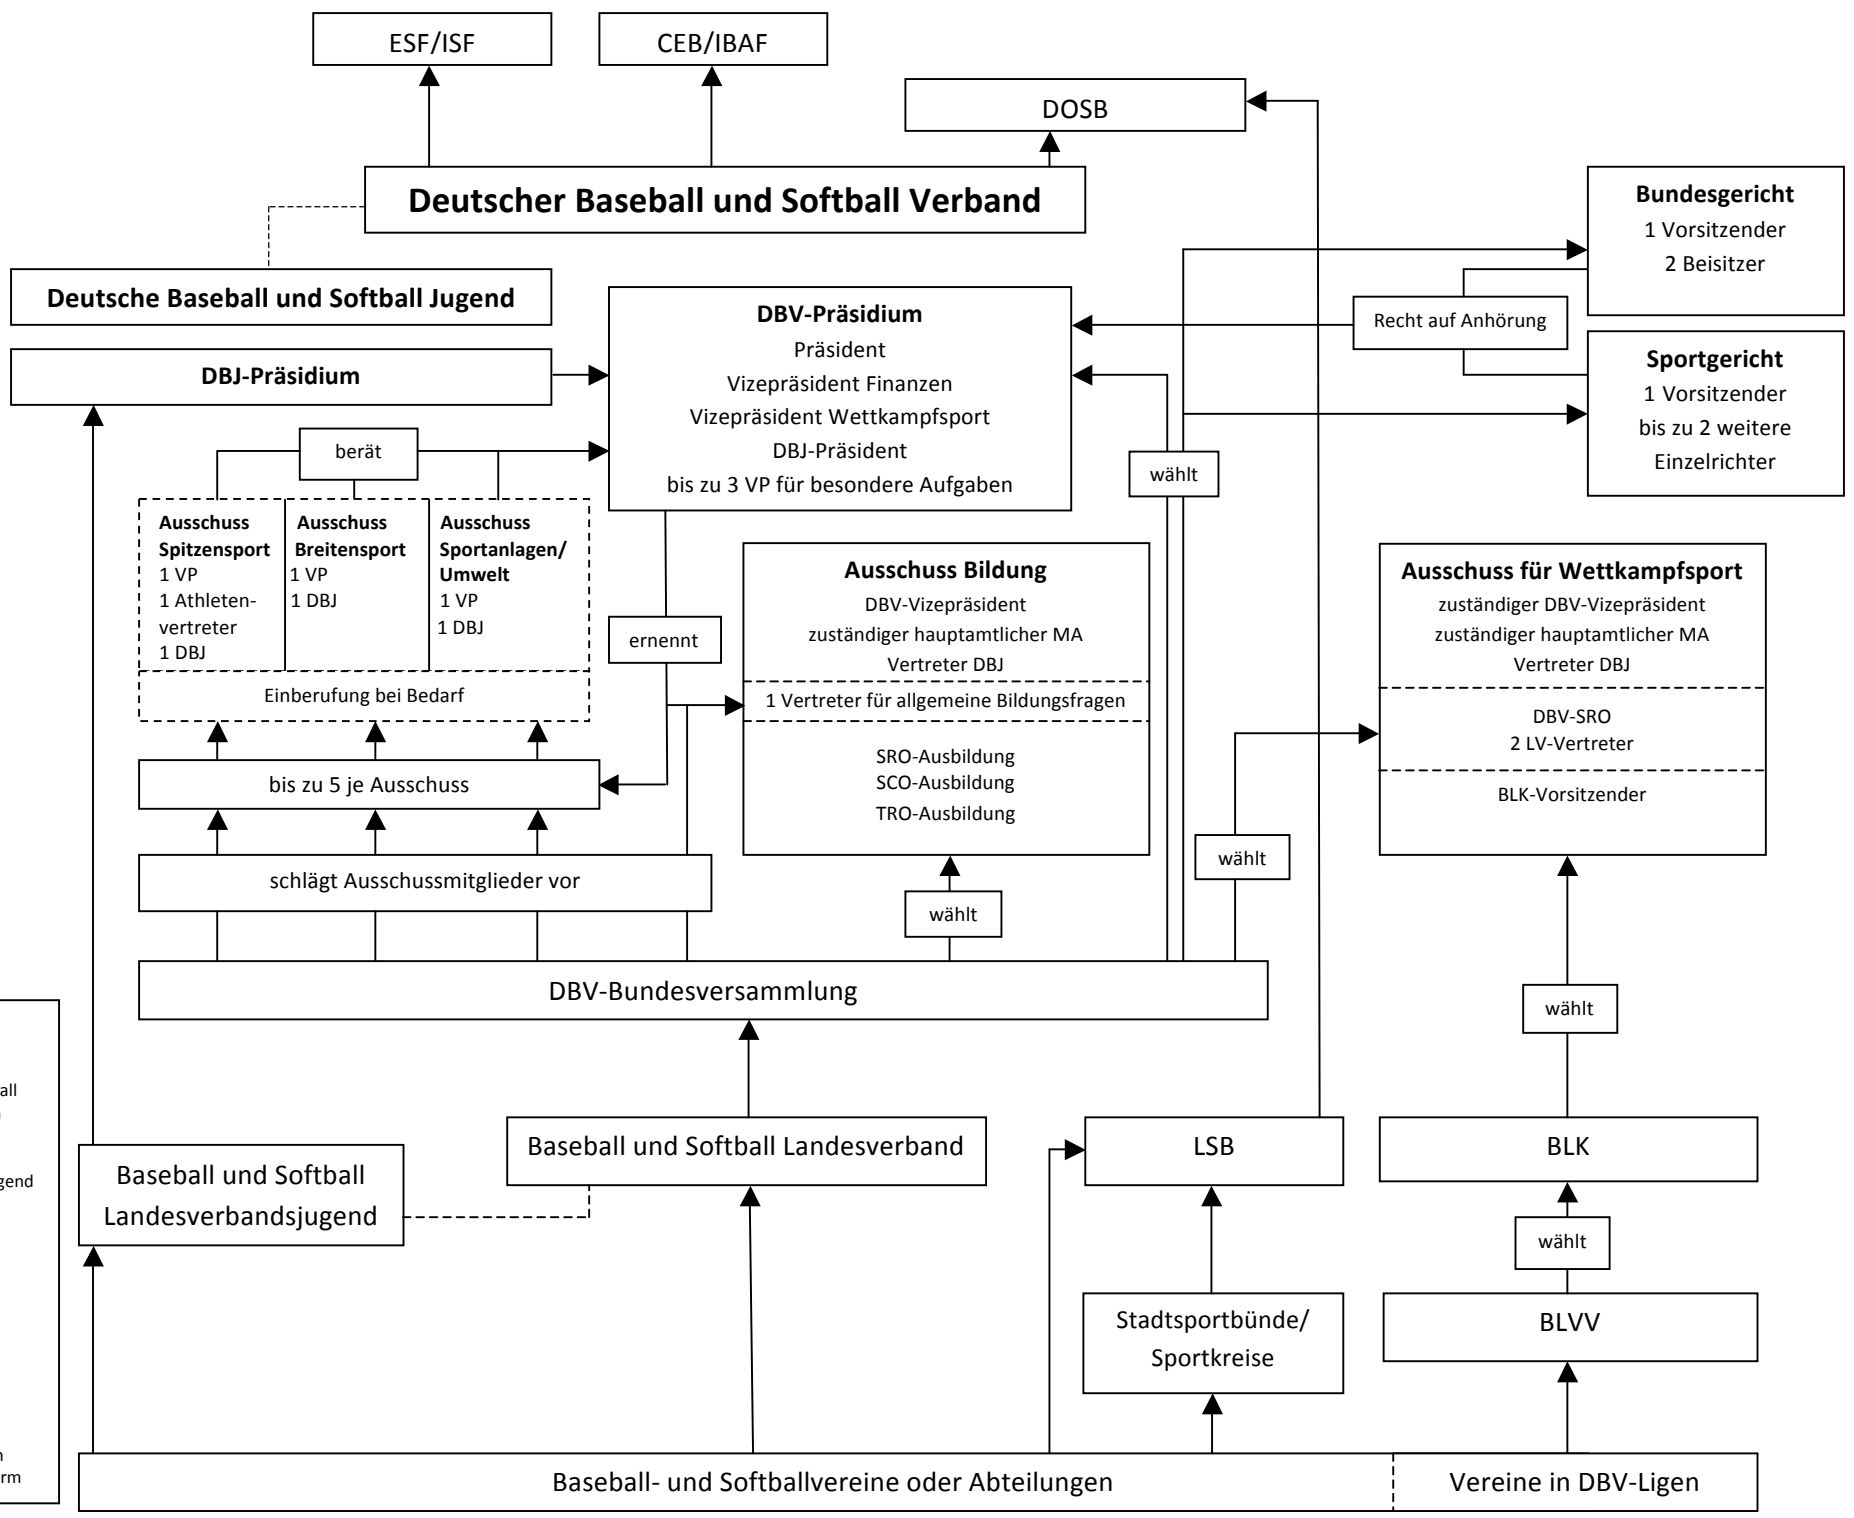 ESF/ISF
CEB/IBAF
DOSB
Deutscher Baseball und Softball Verband
Bundesgericht
1 Vorsitzender
2 Beisitzer
Deutsche Baseball und Softball Jugend
DBV-Präsidium
Präsident
Vizepräsident Finanzen
Vizepräsident Wettkampfsport
DBJ-Präsident
bis zu 3 VP für besondere Aufgaben
Recht auf Anhörung
Sportgericht
1 Vorsitzender
bis zu 2 weitere
Einzelrichter
DBJ-Präsidium
berät
wählt
Ausschuss
Spitzensport
1 VP
1 Athleten-
vertreter
1 DBJ
Ausschuss
Breitensport
1 VP
1 DBJ
Ausschuss
Sportanlagen/
Umwelt
1 VP
1 DBJ
Einberufung bei Bedarf
ernennt
Ausschuss Bildung
DBV-Vizepräsident
zuständiger hauptamtlicher MA
Vertreter DBJ
1 Vertreter für allgemeine Bildungsfragen
SRO-Ausbildung
SCO-Ausbildung
TRO-Ausbildung
Ausschuss für Wettkampfsport
zuständiger DBV-Vizepräsident
zuständiger hauptamtlicher MA
Vertreter DBJ
DBV-SRO
2 LV-Vertreter
BLK-Vorsitzender
bis zu 5 je Ausschuss
wählt
schlägt Ausschussmitglieder vor
wählt
DBV-Bundesversammlung
wählt
all
gend
rm
Baseball und Softball
Landesverbandsjugend
Baseball und Softball Landesverband
LSB
BLK
wählt
Stadtsportbünde/
Sportkreise
BLVV
Baseball- und Softballvereine oder Abteilungen
Vereine in DBV-Ligen